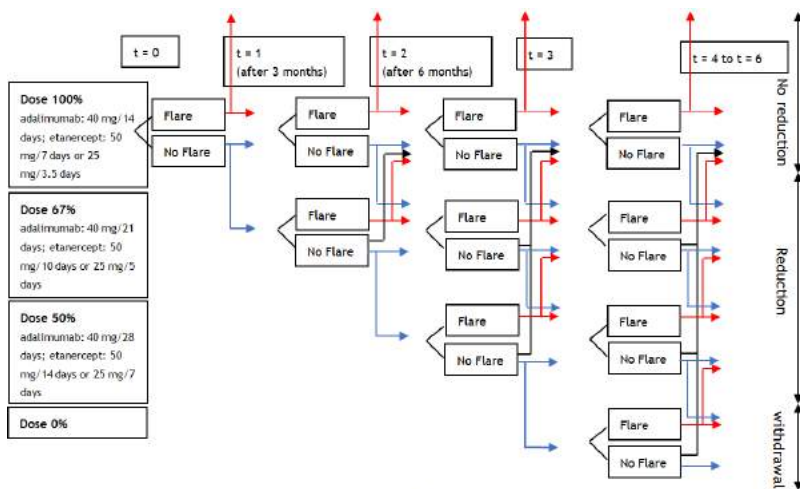 t = 0
t = 1
(after 3 months)
t = 2
(after 6 months)
t = 3
t = 4 to t = 6
Dose 100%
adalimumab: 40 mg/14
days; etanercept: 50
mg/7 days or 25
mg/3.5 days
Dose 67%
adalimumab: 40 mg/21
days; etanercept: 50
mg/10 days or 25 mg/5
days
Dose 50%
adalimumab: 40 mg/28
days; etanercept: 50
mg/14 days or 25 mg/7
days
Dose 0%
Flare
No Flare
Flare
No Flare
Flare
No Flare
Flare
No Flare
Flare
No Flare
Flare
No Flare
Flare
No Flare
Flare
No Flare
Flare
No Flare
Flare
No Flare
No reduction
Reduction
withdrawal